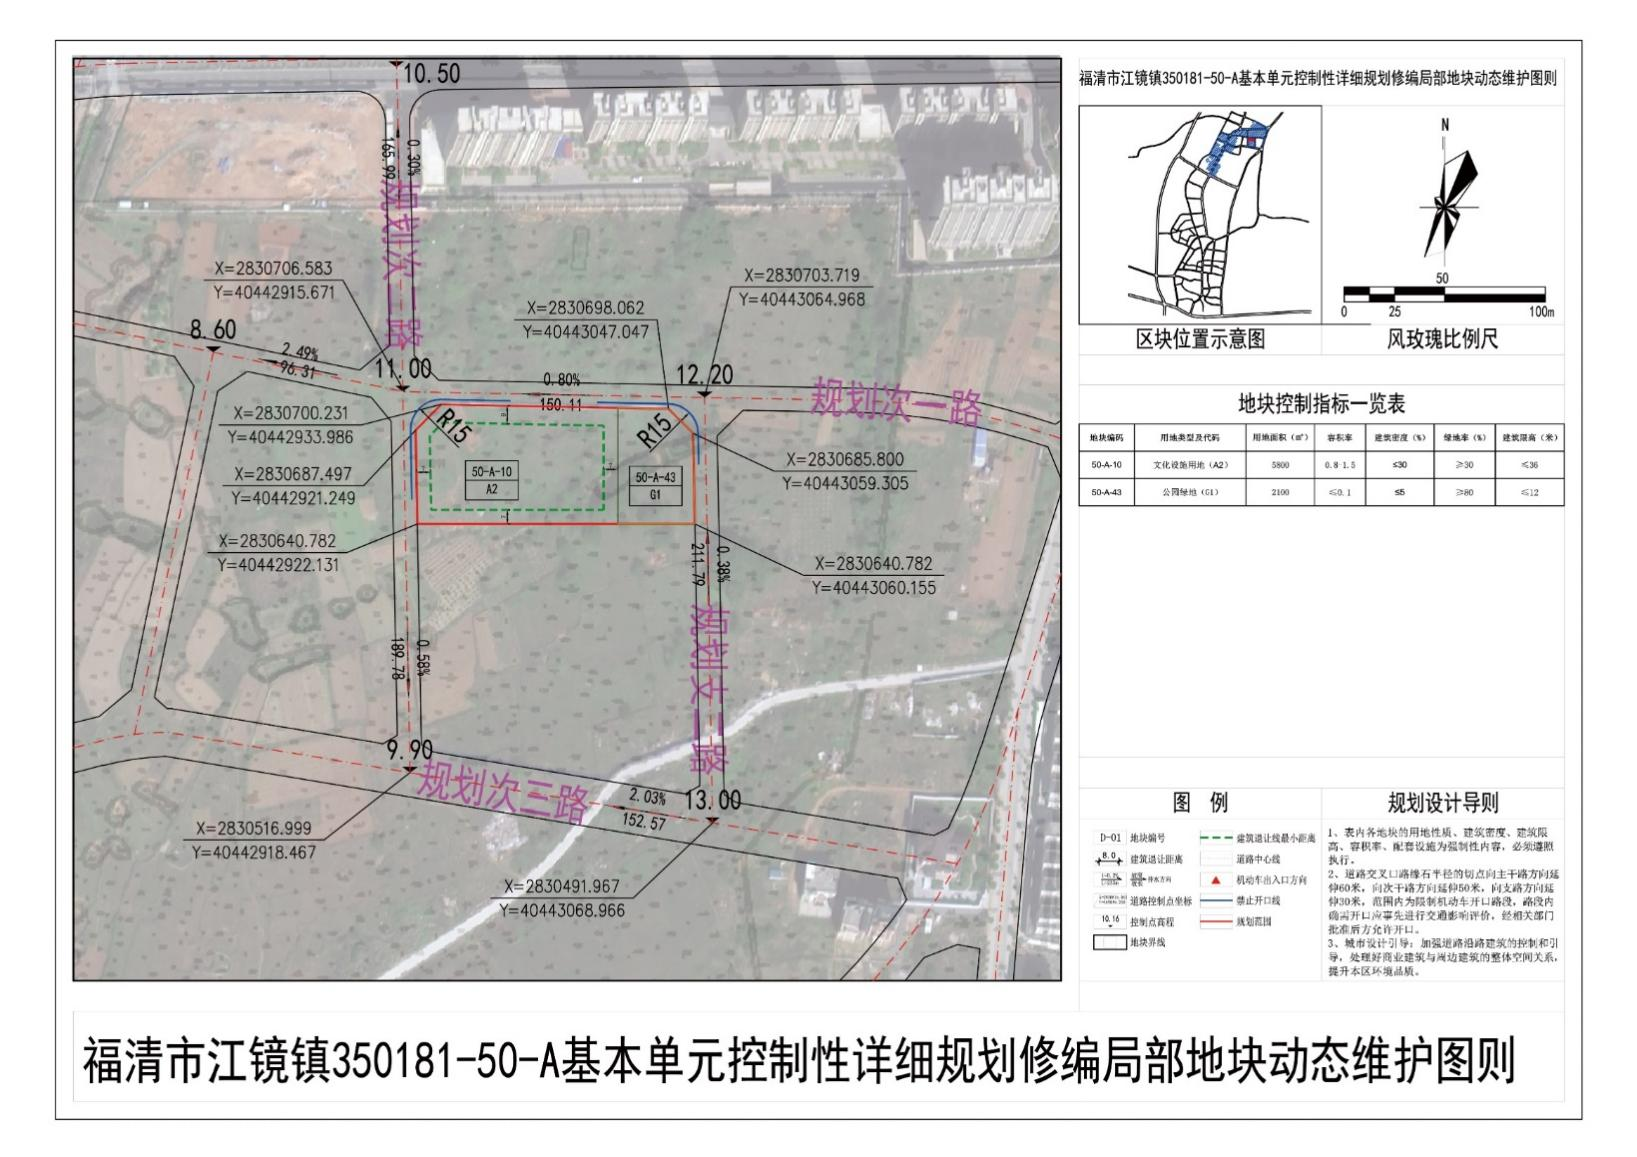 福清市江镜镇350181-50-A基本单元控制性详细规划修编局部地块动态维护图则
10.50
165.99
0.30%
规划次二路
X=2830706.583
Y=40442915.671
X=2830703.719
Y=40443064.968
X=2830698.062
Y=40443047.047
8.60
2.49%
96.31
11.00
0.80%
150.11
12.20
规划次一路
X=2830700.231
Y=40442933.986
R15
R15
X=2830687.497
Y=40442921.249
50-A-10
A2
50-A-43
G1
X=2830685.800
Y=40443059.305
X=2830640.782
Y=40442922.131
X=2830640.782
Y=40443060.155
211.79
0.38%
规划支二路
189.78
0.58%
9.90
规划次三路
2.03%
152.57
13.00
X=2830516.999
Y=40442918.467
X=2830491.967
Y=40443068.966
N
50
0 25 100m
区块位置示意图
风玫瑰比例尺
地块控制指标一览表
地块编码 用地类型及代码 用地面积（㎡） 容积率 建筑密度（%） 绿地率（%） 建筑限高（米）
50-A-10 文化设施用地（A2） 5800 0.8-1.5 ≤30 ≥30 ≤36
50-A-43 公园绿地（G1） 2100 ≤0.1 ≤5 ≥80 ≤12
图 例
D-01 地块编号
建筑退让线最小距离
8.0 建筑退让距离
道路中心线
排水方向
机动车出入口方向
道路控制点坐标
禁止开口线
10.16 控制点高程
规划范围
地块界线
规划设计导则
1、表内各地块的用地性质、建筑密度、建筑限
高、容积率、配套设施为强制性内容，必须遵照
执行。
2、道路交叉口路缘石半径的切点向主干路方向延
伸60米，向次干路方向延伸50米，向支路方向延
伸30米，范围内为限制机动车开口路段，路段内
确需开口应事先进行交通影响评价，经相关部门
批准后方允许开口。
3、城市设计引导：加强道路沿路建筑的控制和引
导，处理好商业建筑与周边建筑的整体空间关系，
提升本区环境品质。
福清市江镜镇350181-50-A基本单元控制性详细规划修编局部地块动态维护图则